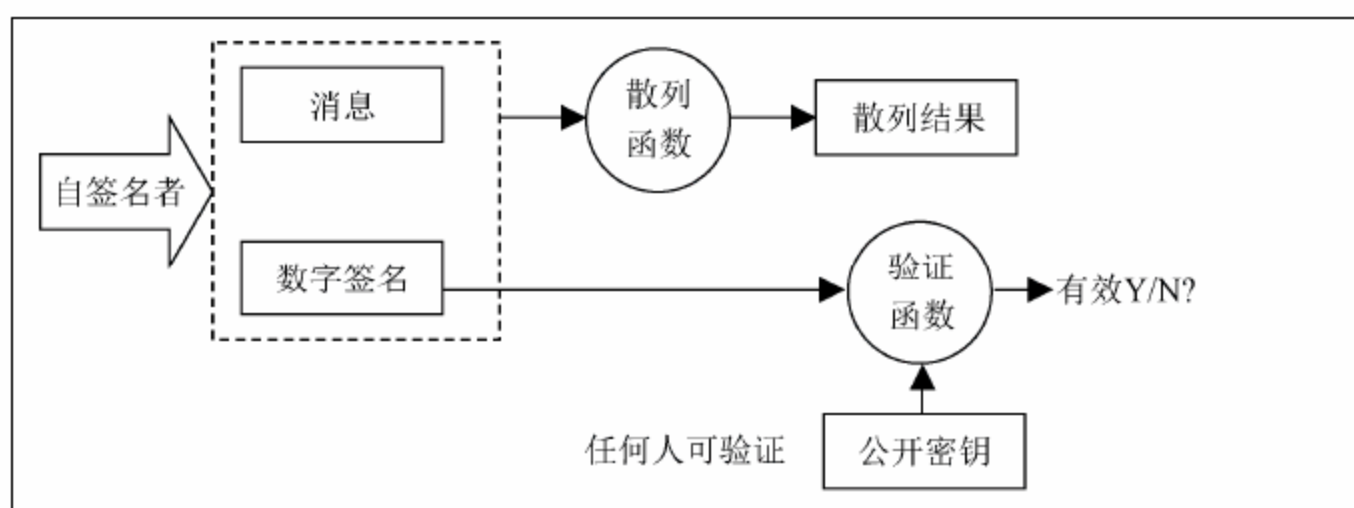 消息
散列
函数
散列结果
自签名者
数字签名
验证
函数
有效Y/N?
任何人可验证
公开密钥